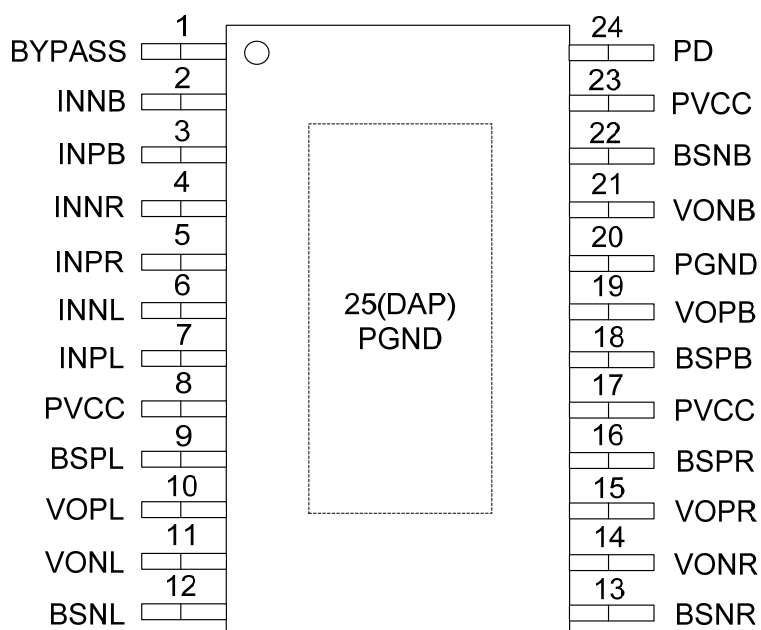 1 24
BYPASS PD
2 23
INNB PVCC
3 22
INPB BSNB
4 21
INNR VONB
5 20
INPR PGND
6 19
INNL VOPB
25(DAP)
PGND
7 18
INPL BSPB
8 17
PVCC PVCC
9 16
BSPL BSPR
10 15
VOPL VOPR
11 14
VONL VONR
12 13
BSNL BSNR